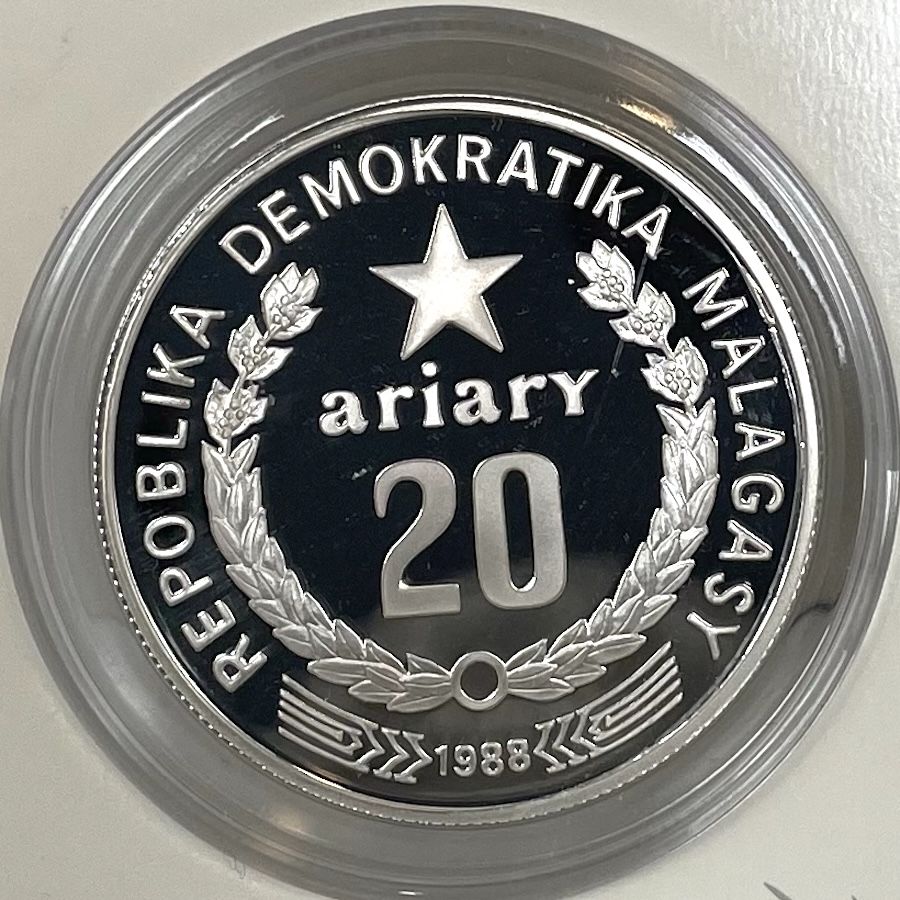 REPOBLIKA DEMOKRATIKA MALAGASY
ariary
20
1988